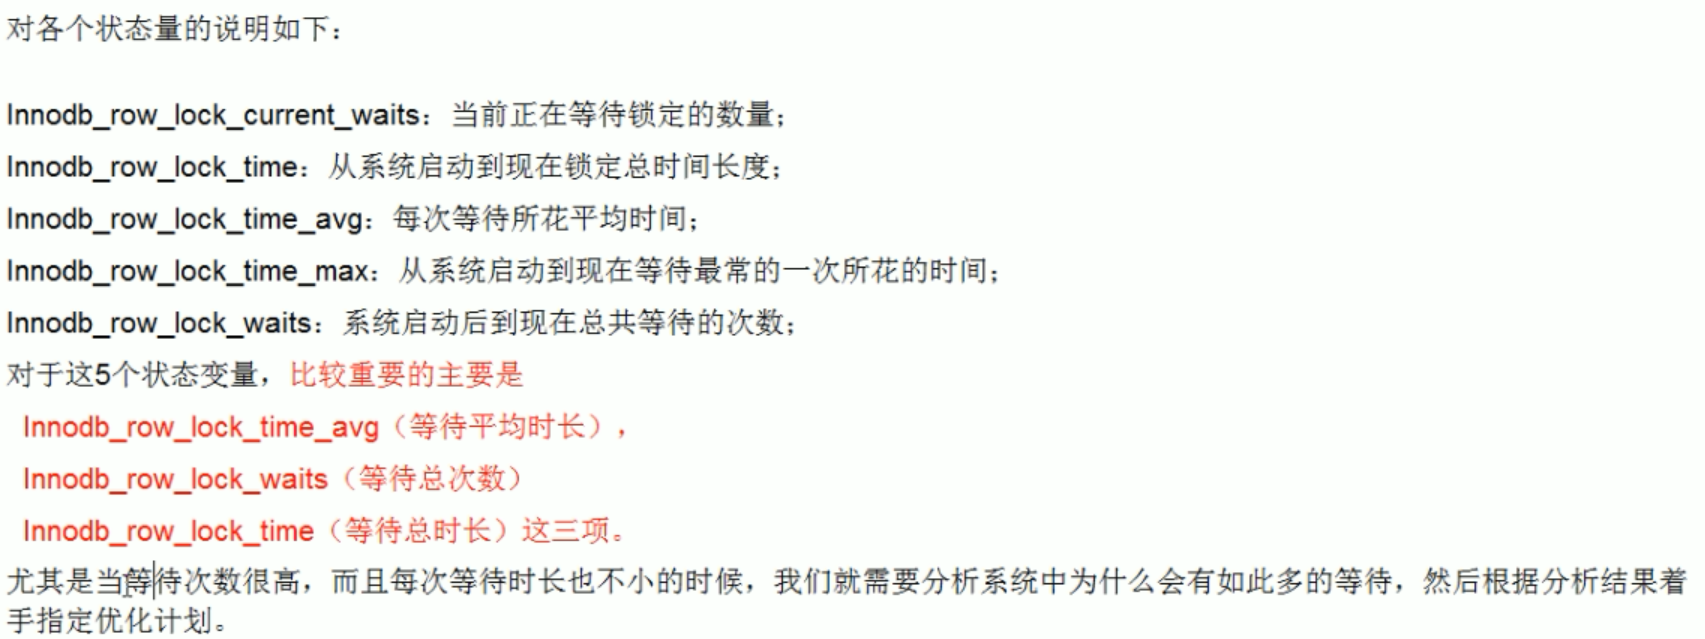 对各个状态量的说明如下：
Innodb_row_lock_current_waits：当前正在等待锁定的数量；
Innodb_row_lock_time：从系统启动到现在锁定总时间长度；
Innodb_row_lock_time_avg：每次等待所花平均时间；
Innodb_row_lock_time_max：从系统启动到现在等待最常的一次所花的时间；
Innodb_row_lock_waits：系统启动后到现在总共等待的次数；
对于这5个状态变量，比较重要的主要是
Innodb_row_lock_time_avg（等待平均时长），
Innodb_row_lock_waits（等待总次数）
Innodb_row_lock_time（等待总时长）这三项。
尤其是当等待次数很高，而且每次等待时长也不小的时候，我们就需要分析系统中为什么会有如此多的等待，然后根据分析结果着
手指定优化计划。